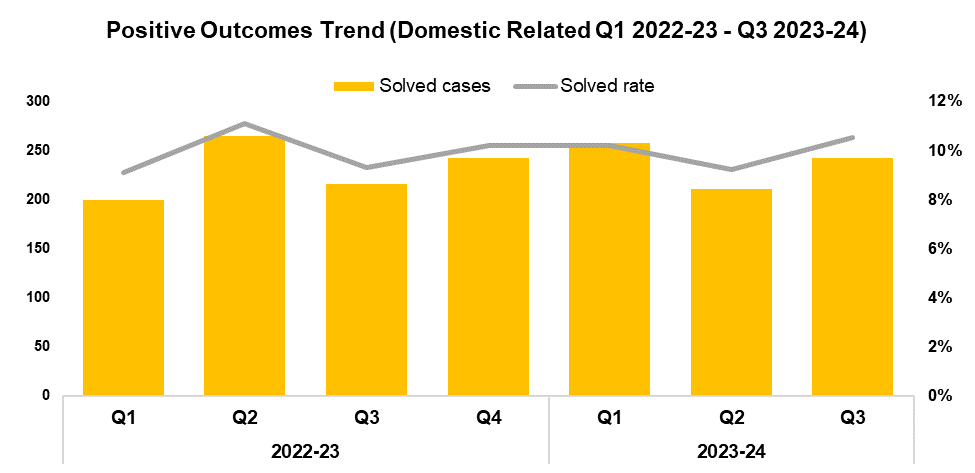 Positive Outcomes Trend (Domestic Related Q1 2022-23 - Q3 2023-24)
Solved cases Solved rate
300 12%
250 10%
200 8%
150 6%
100 4%
50 2%
0 0%
Q1 Q2 Q3 Q4 Q1 Q2 Q3
2022-23 2023-24